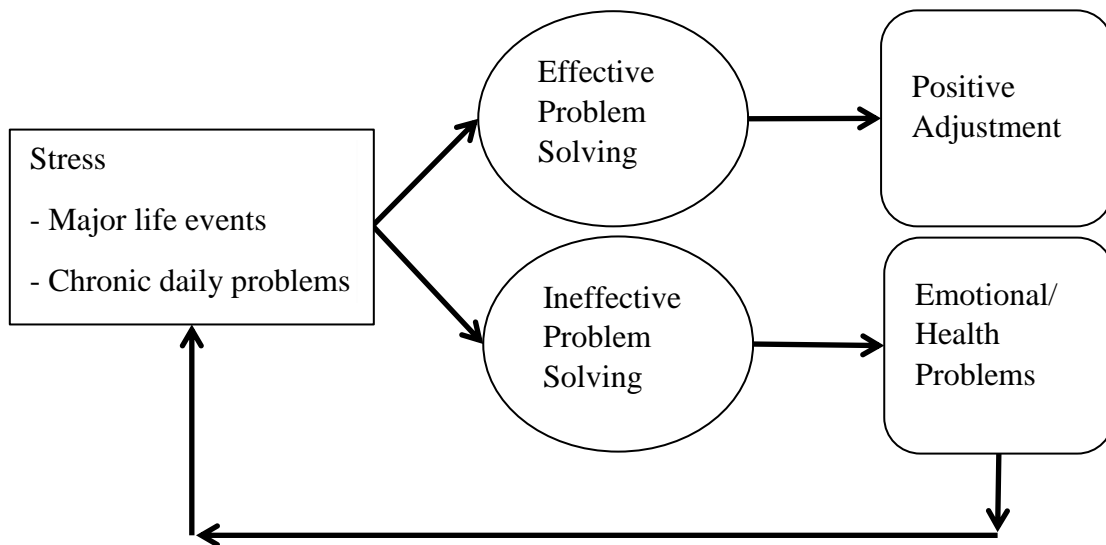 Stress
- Major life events
- Chronic daily problems
Effective
Problem
Solving
Positive
Adjustment
Ineffective
Problem
Solving
Emotional/
Health
Problems